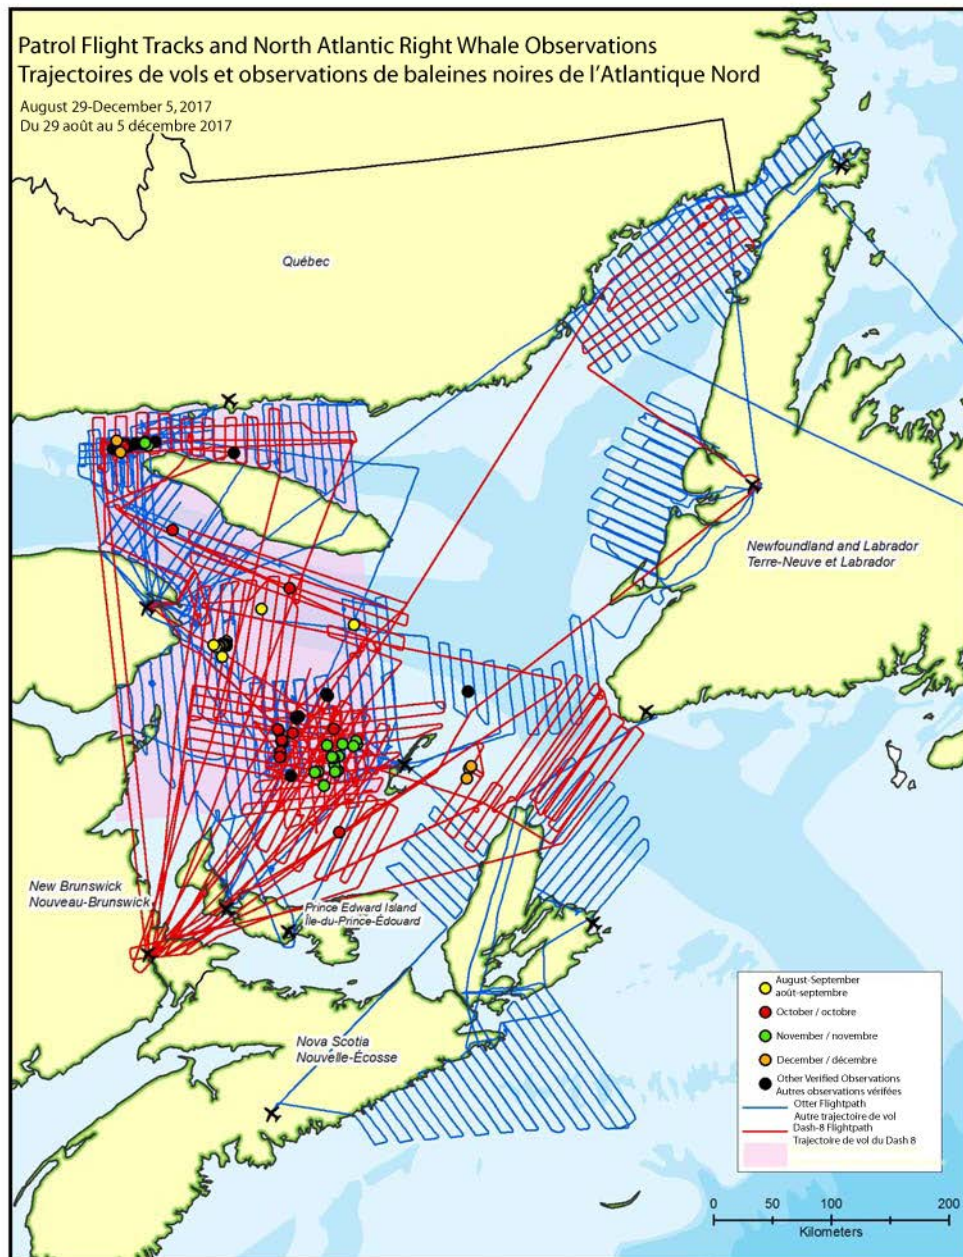 Patrol Flight Tracks and North Atlantic Right Whale Observations
Trajectoires de vols et observations de baleines noires de l'Atlantique Nord
August 29-December 5, 2017
Du 29 août au 5 décembre 2017
Québec
Newfoundland and Labrador
Terre-Neuve et Labrador
New Brunswick
Nouveau-Brunswick
Prince Edward Island
Île-du-Prince-Édouard
Nova Scotia
Nouvelle-Écosse
August-September
août-septembre
October / octobre
November / novembre
December / décembre
Other Verified Observations
Autres observations vérifées
Otter Flightpath
Autre trajectoire de vol
Dash-8 Flightpath
Trajectoire de vol du Dash 8
0 50 100 200
Kilometers